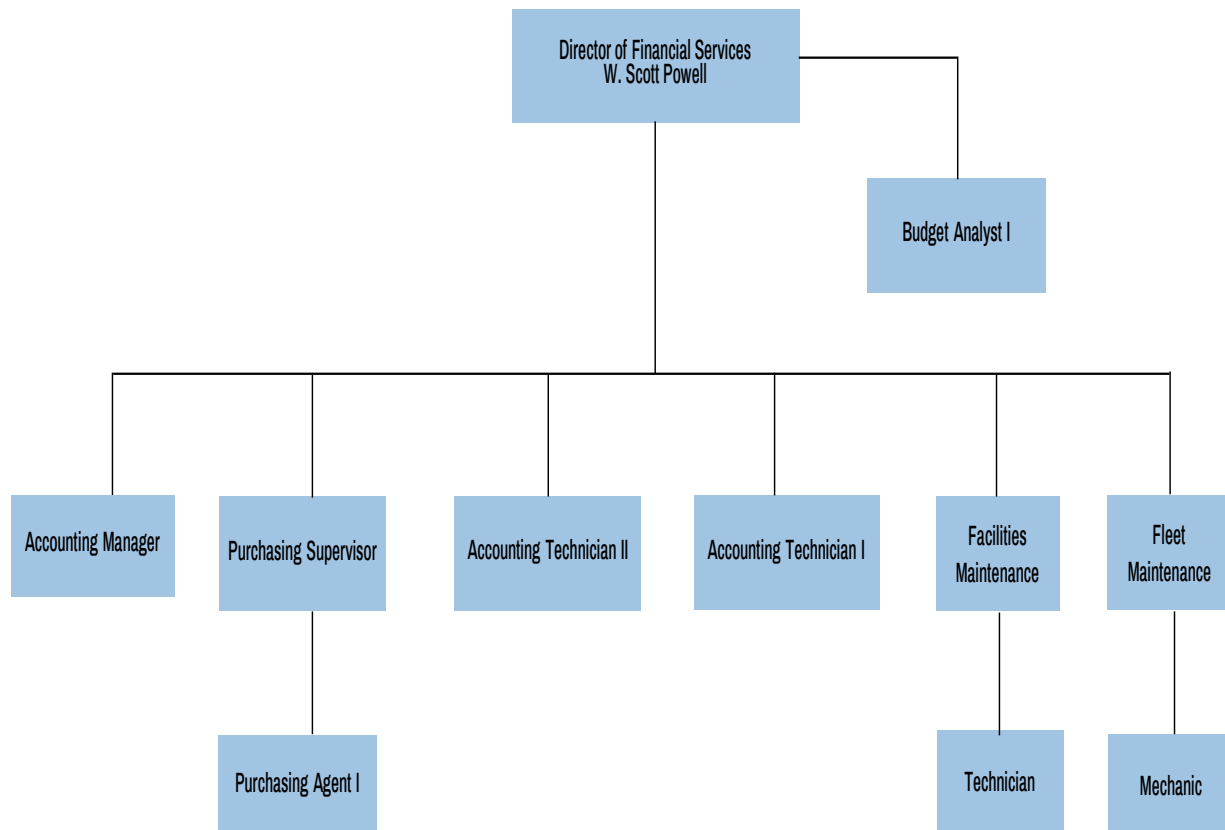 Director of Financial Services
W. Scott Powell
Budget Analyst I
Accounting Manager
Purchasing Supervisor
Accounting Technician II
Accounting Technician I
Facilities
Maintenance
Fleet
Maintenance
Purchasing Agent I
Technician
Mechanic